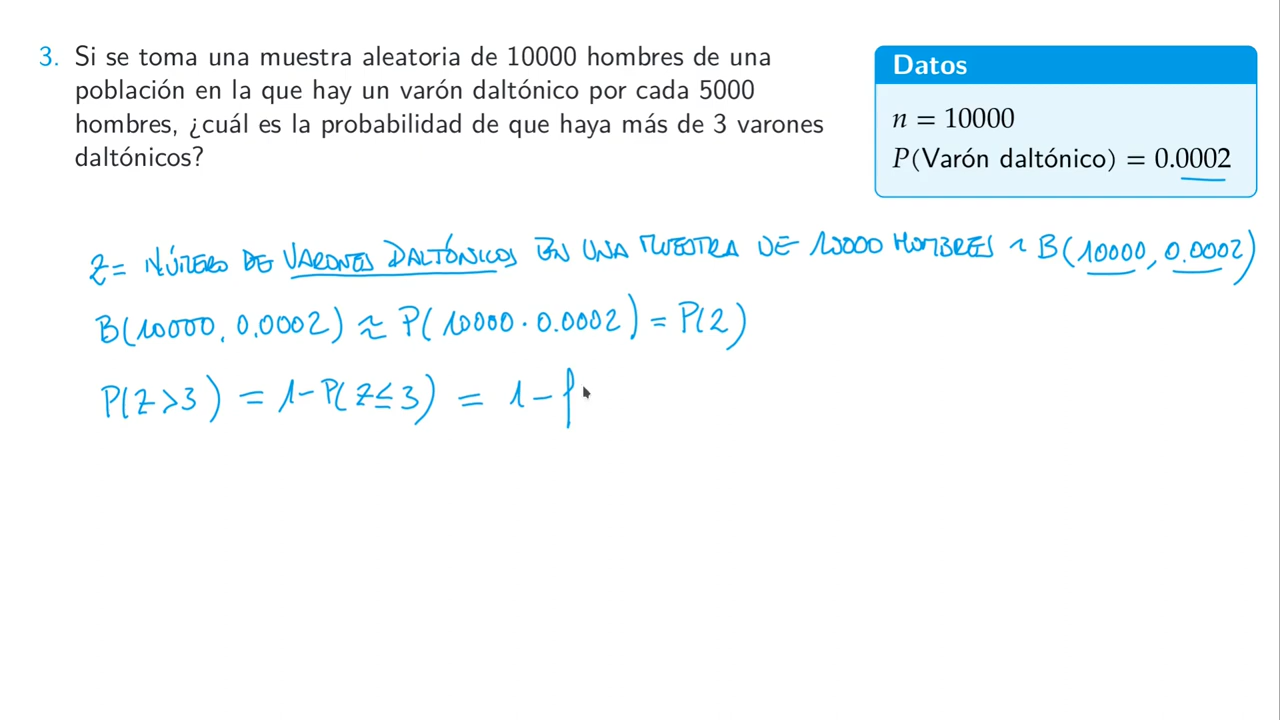 3. Si se toma una muestra aleatoria de 10000 hombres de una
población en la que hay un varón daltónico por cada 5000
hombres, ¿cuál es la probabilidad de que haya más de 3 varones
daltónicos?
Datos
n = 10000
P(Varón daltónico) = 0.0002
Z = NÚMERO DE VARONES DALTÓNICOS EN UNA MUESTRA DE 10000 HOMBRES ~ B(10000, 0.0002)
B(10000, 0.0002) ≈ P(10000 · 0.0002) = P(2)
P(Z > 3) = 1 - P(Z ≤ 3) = 1 - f